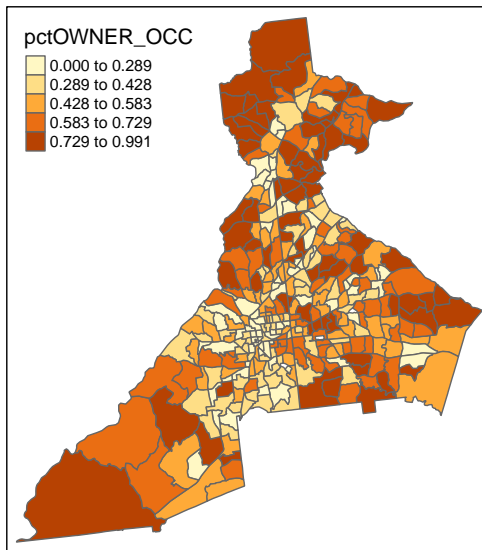 pctOWNER_OCC
0.000 to 0.289
0.289 to 0.428
0.428 to 0.583
0.583 to 0.729
0.729 to 0.991